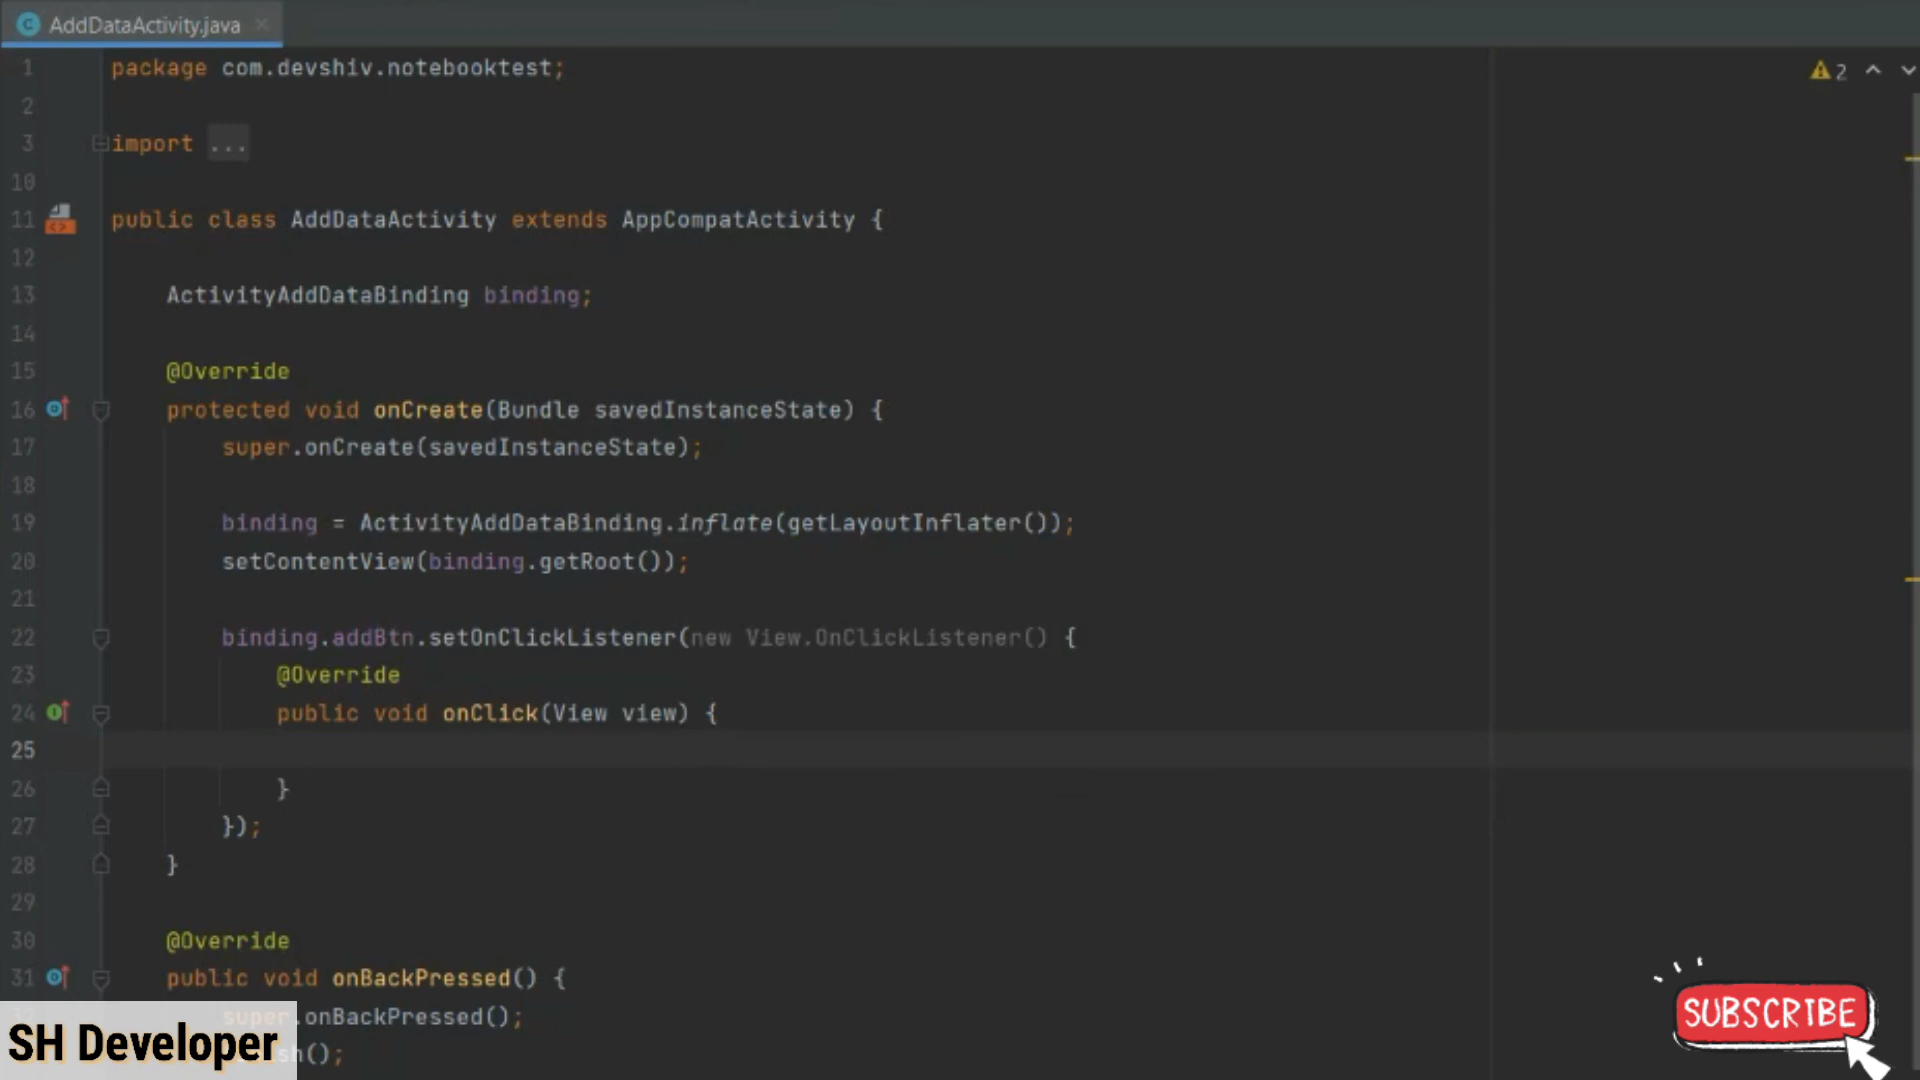 AddDataActivity.java
1 package com.devshiv.notebooktest;
2
3 import ...
10
11 public class AddDataActivity extends AppCompatActivity {
12
13 ActivityAddDataBinding binding;
14
15 @Override
16 protected void onCreate(Bundle savedInstanceState) {
17 super.onCreate(savedInstanceState);
18
19 binding = ActivityAddDataBinding.inflate(getLayoutInflater());
20 setContentView(binding.getRoot());
21
22 binding.addBtn.setOnClickListener(new View.OnClickListener() {
23 @Override
24 public void onClick(View view) {
25
26 }
27 });
28 }
29
30 @Override
31 public void onBackPressed() {
super.onBackPressed();
sh();
2
SH Developer
SUBSCRIBE